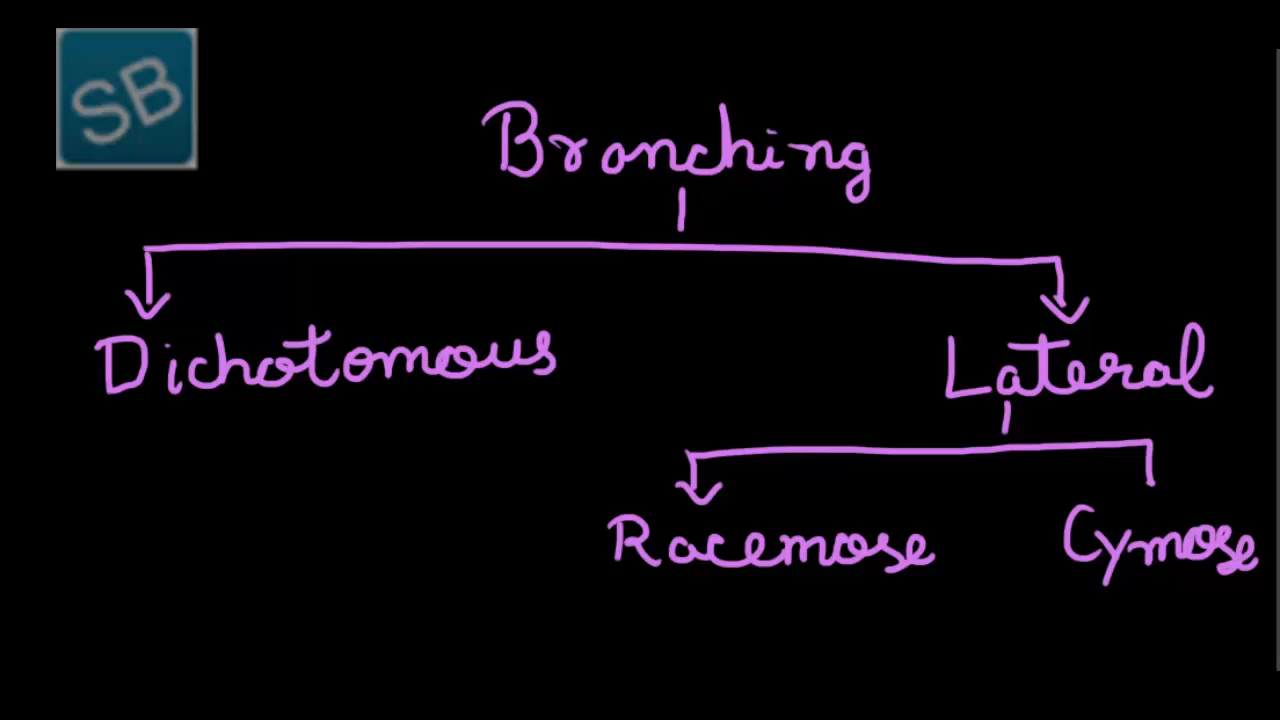 SB
Branching
Dichotomous
Lateral
Racemose
Cymose